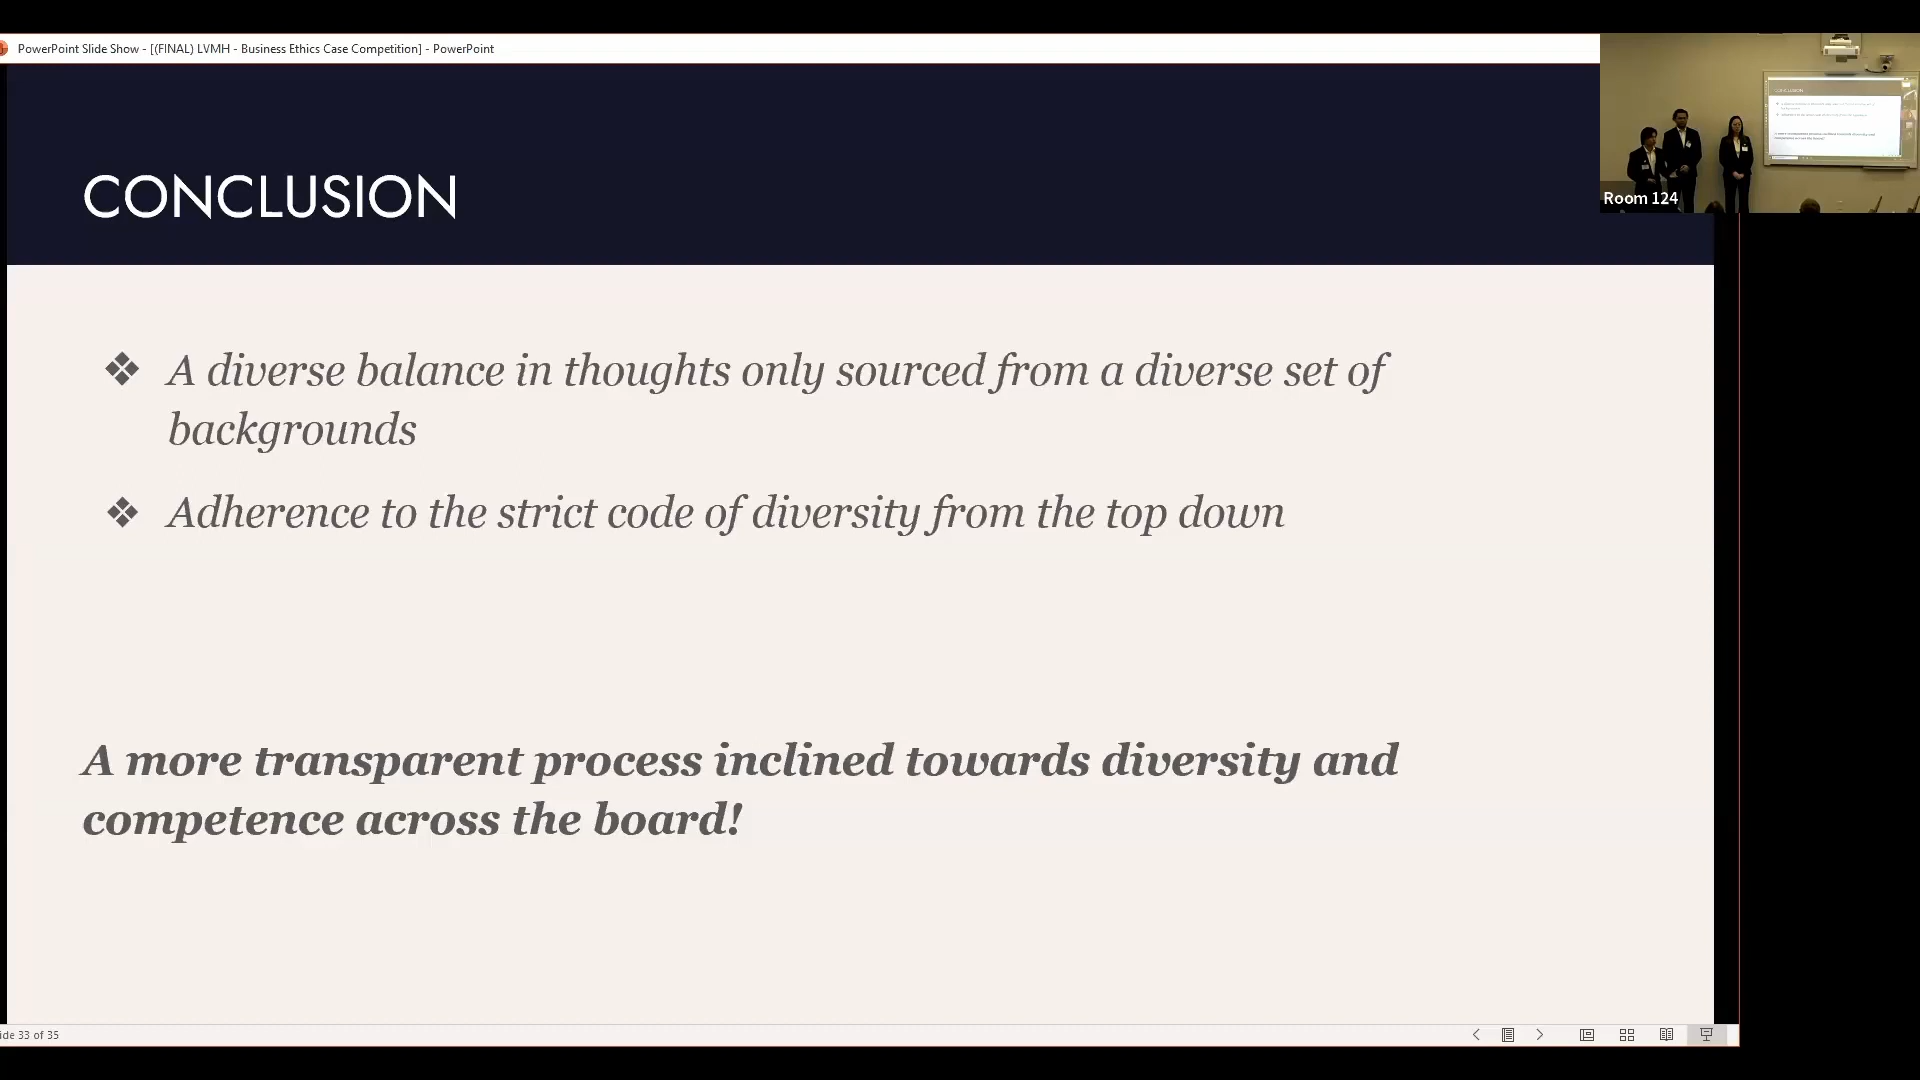 PowerPoint Slide Show - [(FINAL) LVMH - Business Ethics Case Competition] - PowerPoint
Room 124
CONCLUSION
❖ A diverse balance in thoughts only sourced from a diverse set of
backgrounds
❖ Adherence to the strict code of diversity from the top down
A more transparent process inclined towards diversity and
competence across the board!
ide 33 of 35